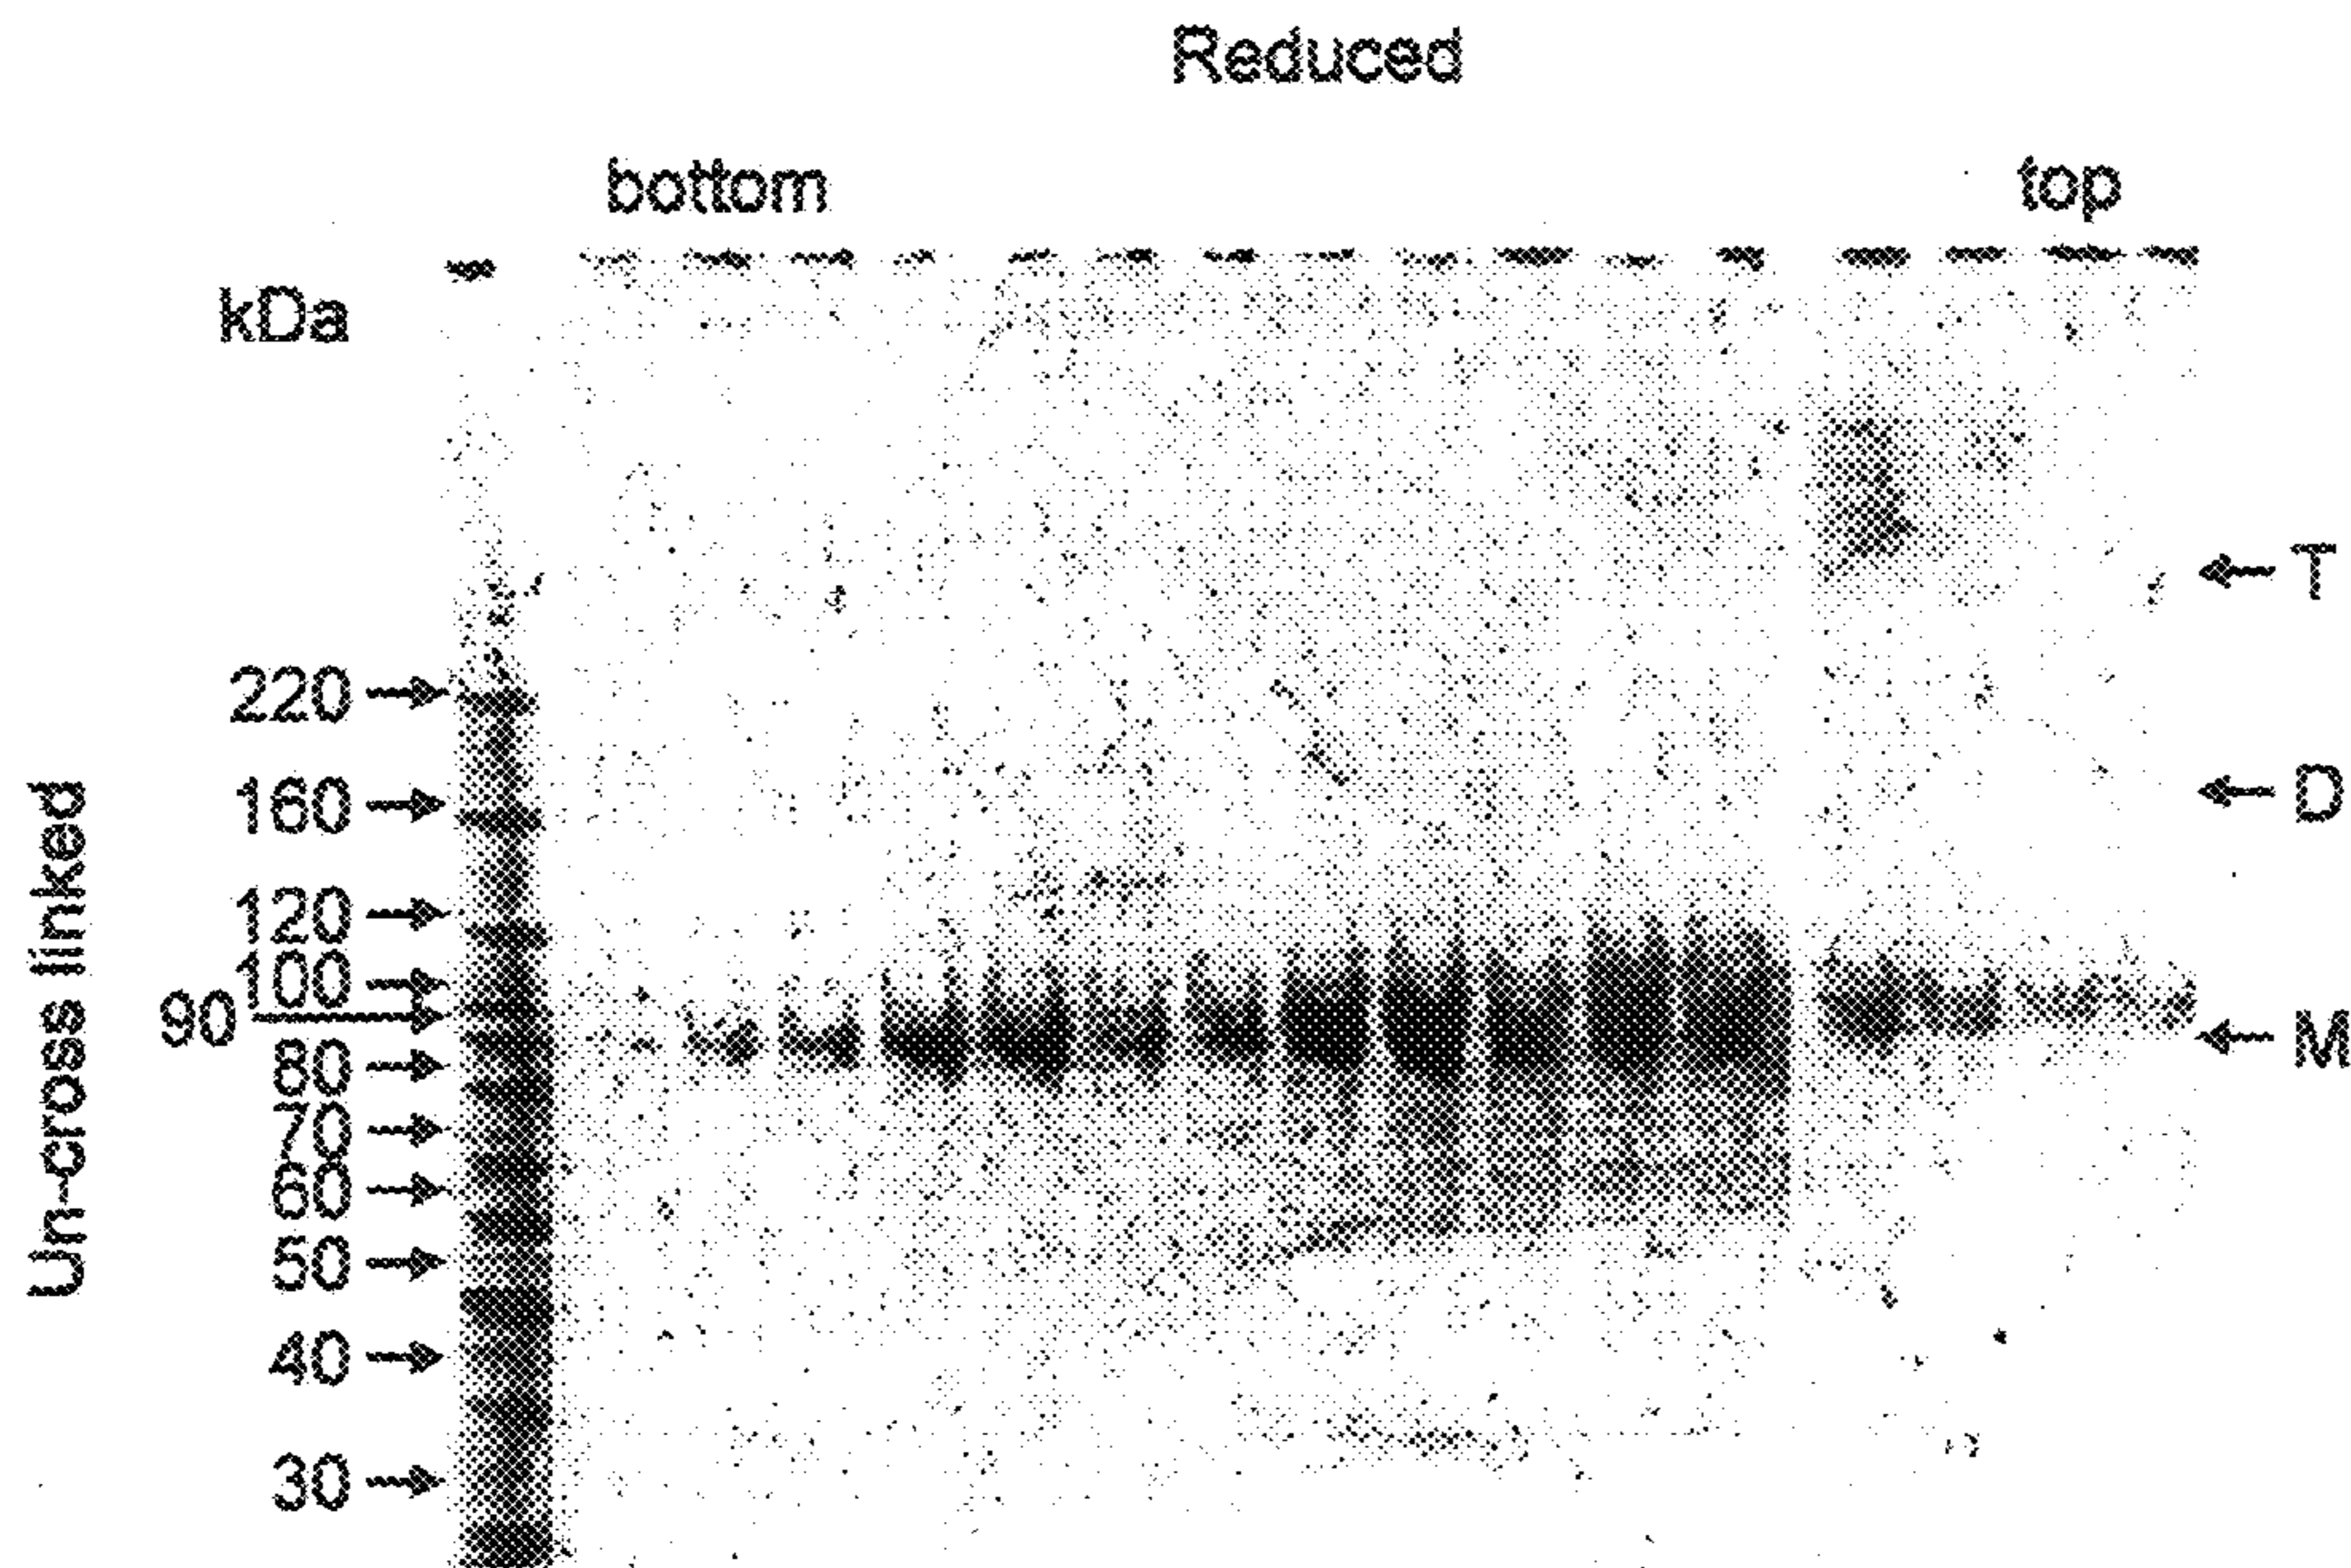 Reduced
bottom top
kDa
T
220
160 D
120
100
90 M
80
70
60
50
40
30
Un-cross linked